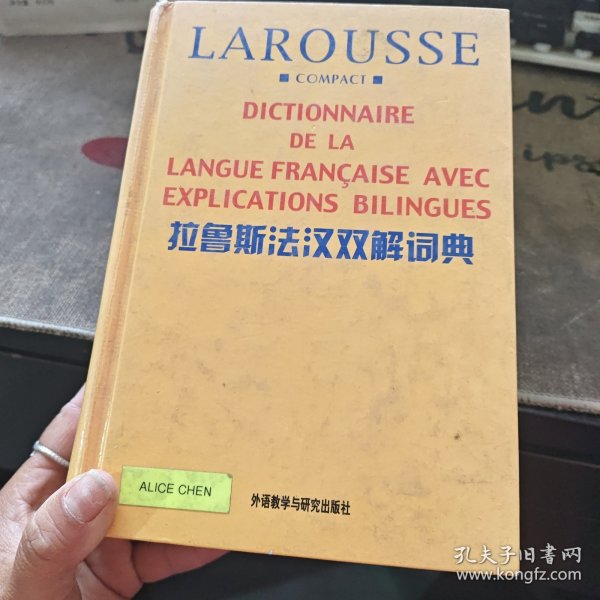 LAROUSSE
■ COMPACT ■
DICTIONNAIRE
DE LA
LANGUE FRANÇAISE AVEC
EXPLICATIONS BILINGUES
拉鲁斯法汉双解词典
ALICE CHEN
外语教学与研究出版社
孔夫子旧书网
www.kongfz.com